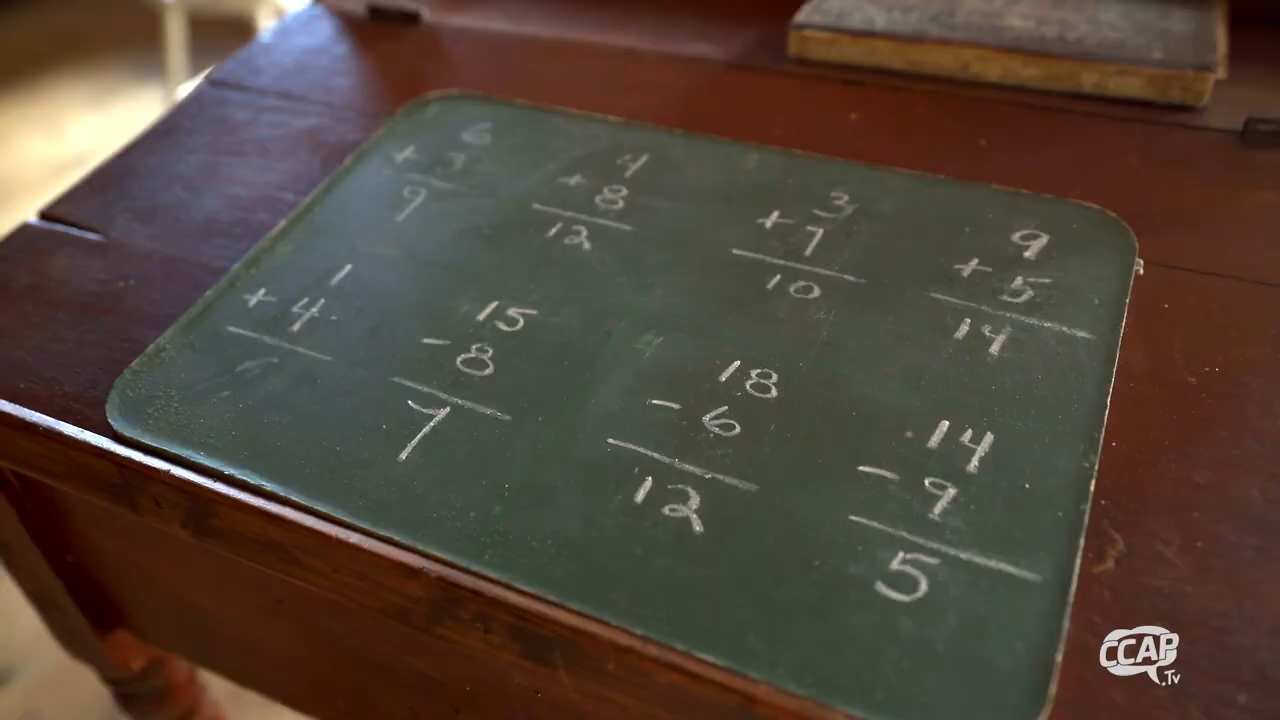 6 4 3 9
+ 3 + 8 + 7 + 5
9 12 10 14
1 15 18 14
+ 4 - 8 - 6 - 9
7 12 5
CCAP.Tv